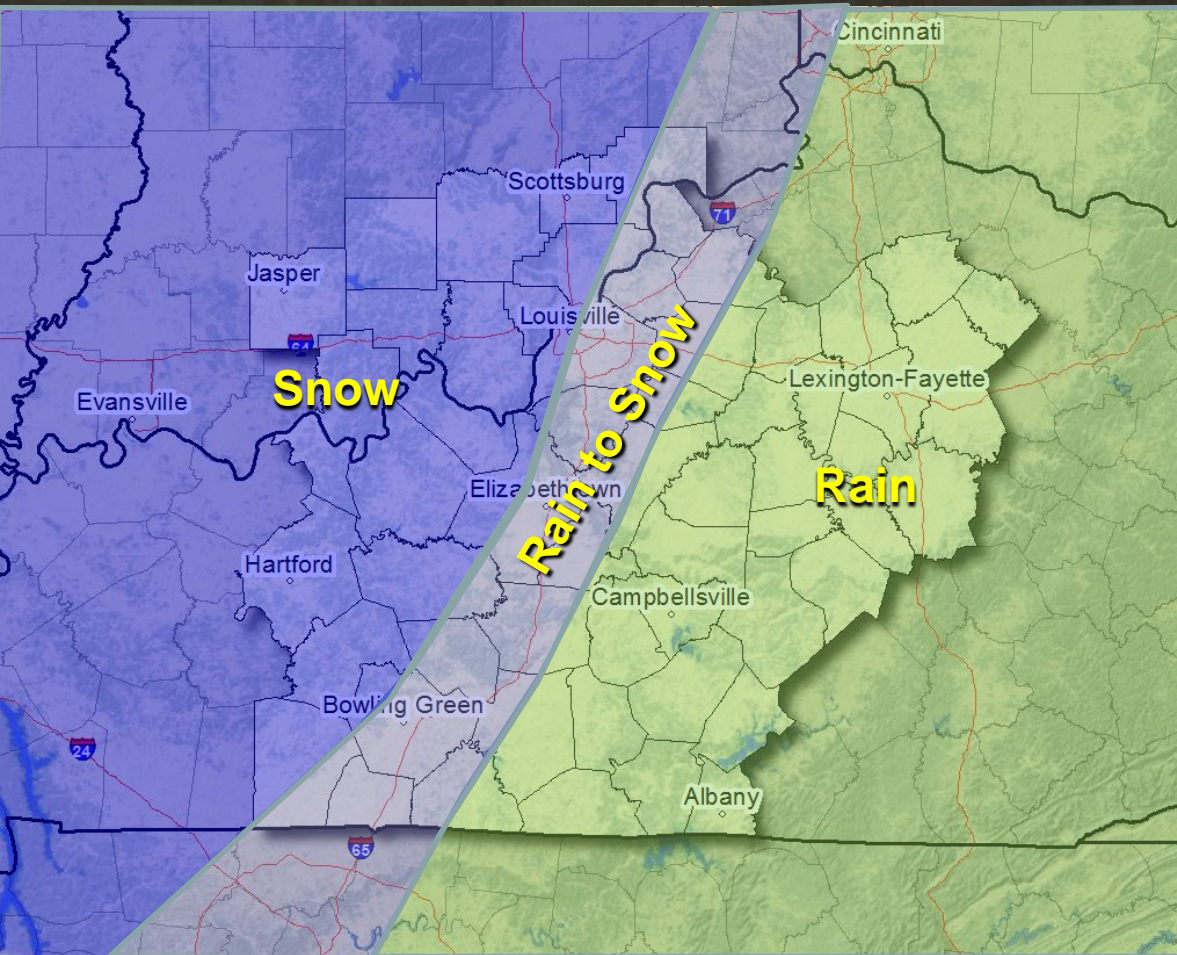 Cincinnati
Scottsburg
71
Jasper
Louisville
64
Snow
Evansville
Rain to Snow
Lexington-Fayette
Elizabethtown
Rain
Hartford
Campbellsville
Bowling Green
24
Albany
65